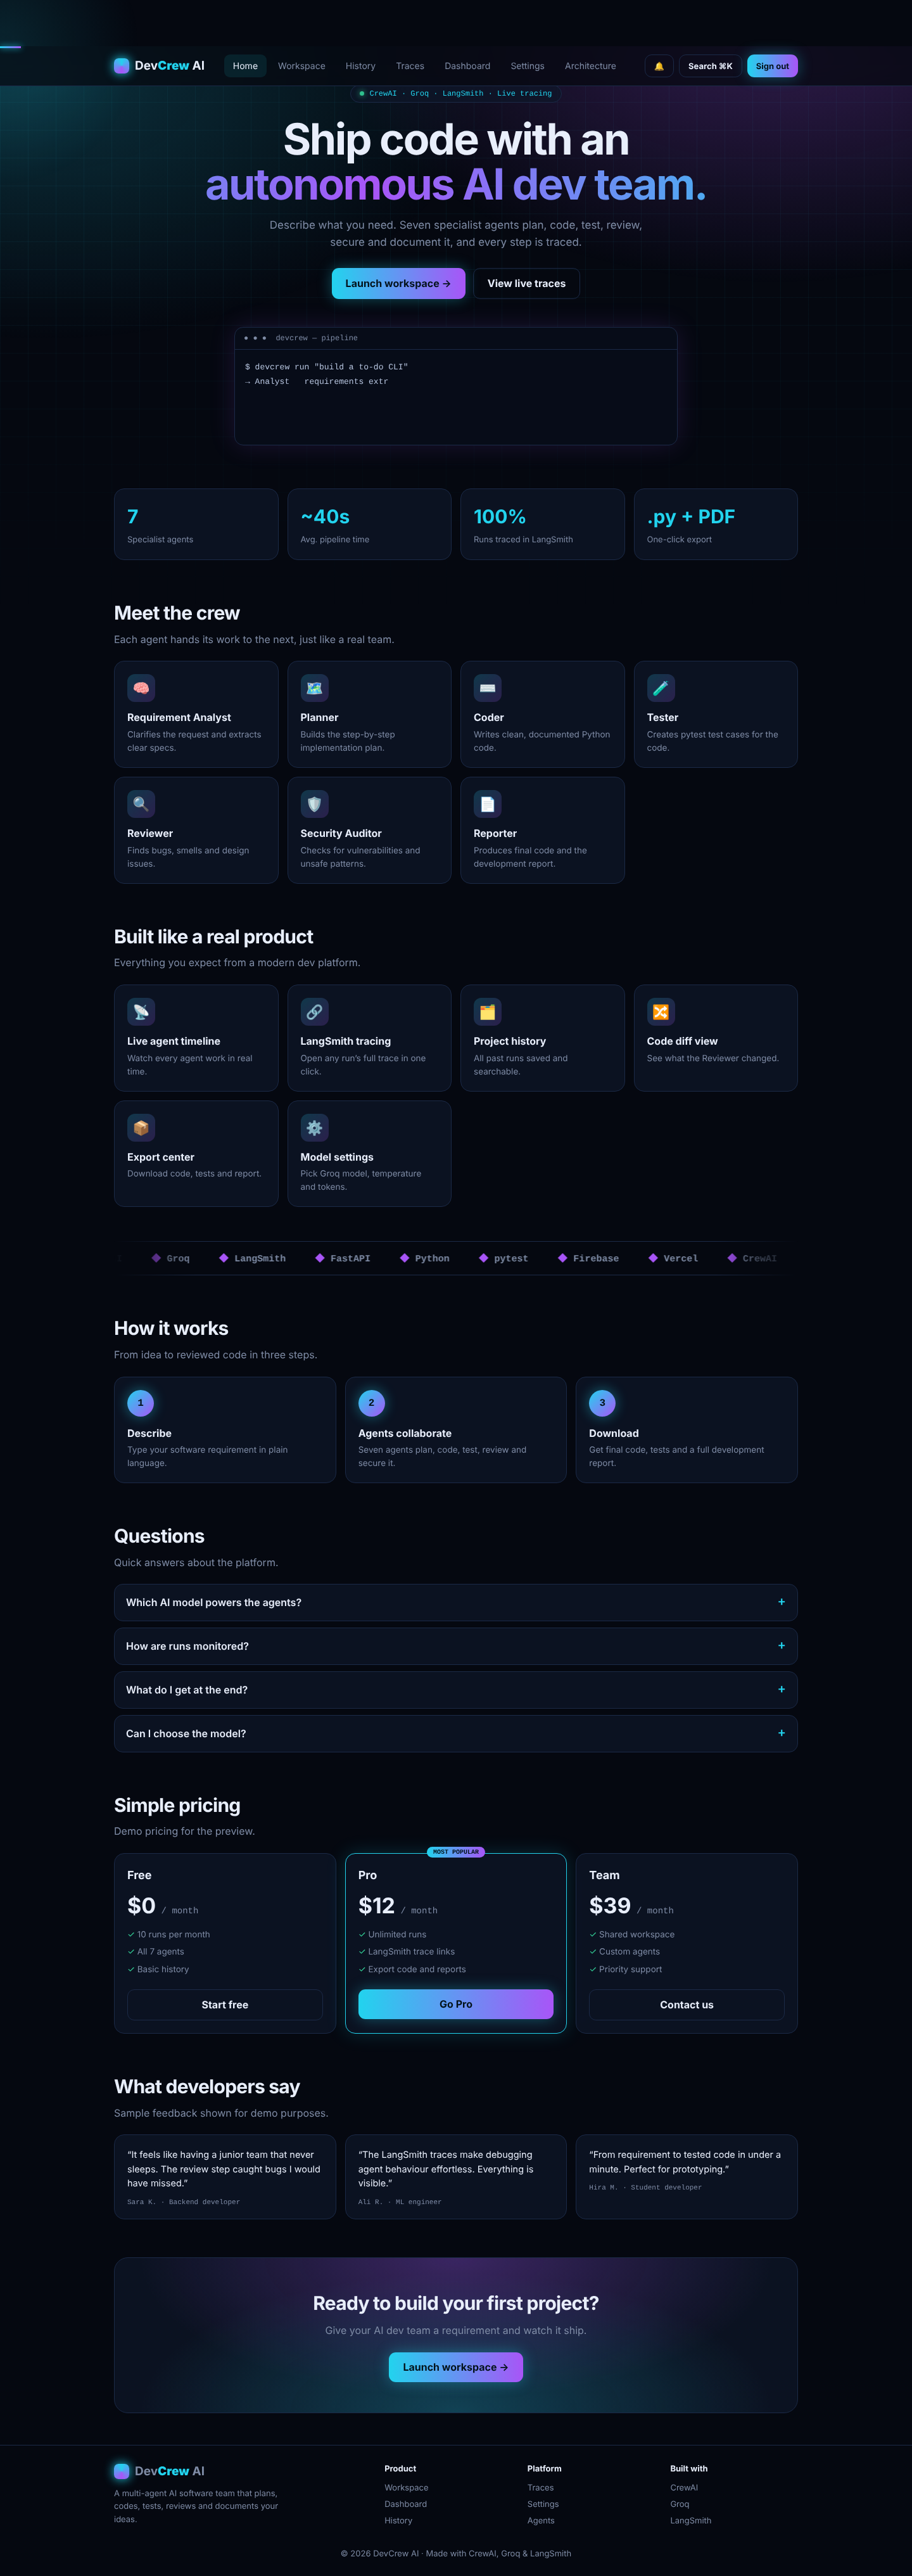 DevCrew AI
Home
Workspace
History
Traces
Dashboard
Settings
Architecture
Search ⌘K
Sign out
CrewAI · Groq · LangSmith · Live tracing
Ship code with an
autonomous AI dev team.
Describe what you need. Seven specialist agents plan, code, test, review,
secure and document it, and every step is traced.
Launch workspace →
View live traces
devcrew — pipeline
$ devcrew run "build a to-do CLI"
→ Analyst requirements extr
7
Specialist agents
~40s
Avg. pipeline time
100%
Runs traced in LangSmith
.py + PDF
One-click export
Meet the crew
Each agent hands its work to the next, just like a real team.
Requirement Analyst
Clarifies the request and extracts
clear specs.
Planner
Builds the step-by-step
implementation plan.
Coder
Writes clean, documented Python
code.
Tester
Creates pytest test cases for the
code.
Reviewer
Finds bugs, smells and design
issues.
Security Auditor
Checks for vulnerabilities and
unsafe patterns.
Reporter
Produces final code and the
development report.
Built like a real product
Everything you expect from a modern dev platform.
Live agent timeline
Watch every agent work in real
time.
LangSmith tracing
Open any run's full trace in one
click.
Project history
All past runs saved and
searchable.
Code diff view
See what the Reviewer changed.
Export center
Download code, tests and report.
Model settings
Pick Groq model, temperature
and tokens.
◆ Groq ◆ LangSmith ◆ FastAPI ◆ Python ◆ pytest ◆ Firebase ◆ Vercel ◆ CrewAI
How it works
From idea to reviewed code in three steps.
1
Describe
Type your software requirement in plain
language.
2
Agents collaborate
Seven agents plan, code, test, review and
secure it.
3
Download
Get final code, tests and a full development
report.
Questions
Quick answers about the platform.
Which AI model powers the agents? +
How are runs monitored? +
What do I get at the end? +
Can I choose the model? +
Simple pricing
Demo pricing for the preview.
Free
$0 / month
✓ 10 runs per month
✓ All 7 agents
✓ Basic history
Start free
MOST POPULAR
Pro
$12 / month
✓ Unlimited runs
✓ LangSmith trace links
✓ Export code and reports
Go Pro
Team
$39 / month
✓ Shared workspace
✓ Custom agents
✓ Priority support
Contact us
What developers say
Sample feedback shown for demo purposes.
“It feels like having a junior team that never
sleeps. The review step caught bugs I would
have missed.”
Sara K. · Backend developer
“The LangSmith traces make debugging
agent behaviour effortless. Everything is
visible.”
Ali R. · ML engineer
“From requirement to tested code in under a
minute. Perfect for prototyping.”
Hira M. · Student developer
Ready to build your first project?
Give your AI dev team a requirement and watch it ship.
Launch workspace →
DevCrew AI
A multi-agent AI software team that plans,
codes, tests, reviews and documents your
ideas.
Product
Workspace
Dashboard
History
Platform
Traces
Settings
Agents
Built with
CrewAI
Groq
LangSmith
© 2026 DevCrew AI · Made with CrewAI, Groq & LangSmith